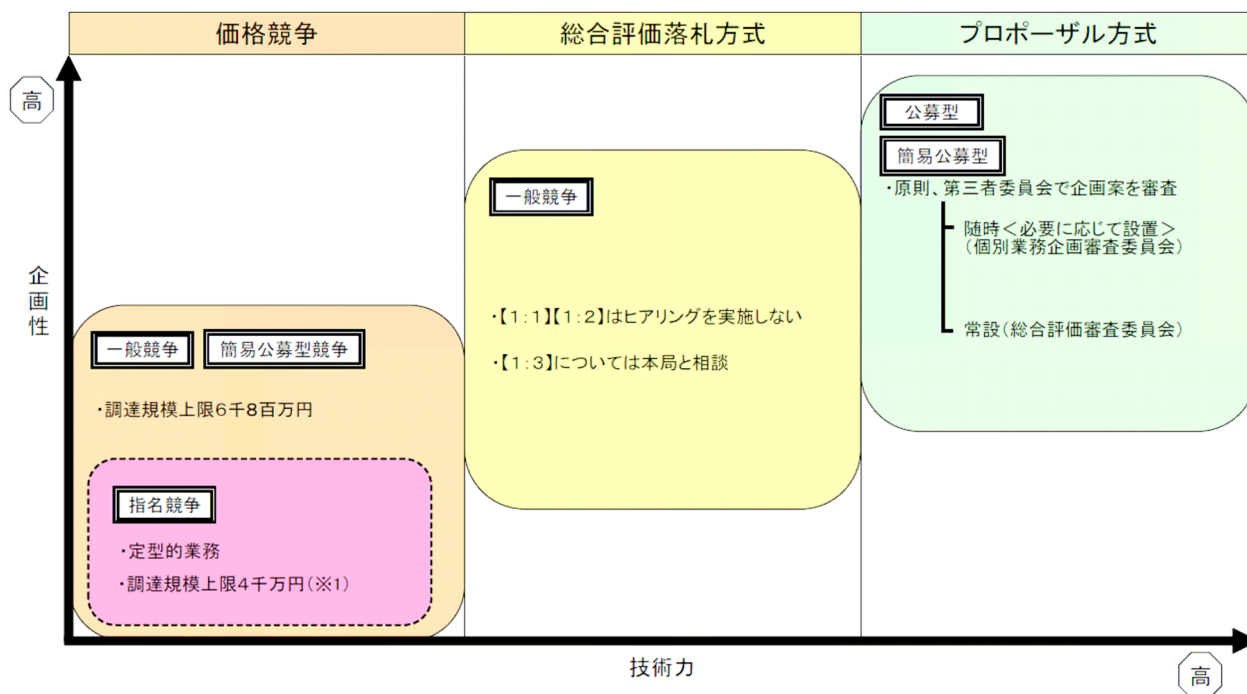 価格競争
総合評価落札方式
プロポーザル方式
高
企画性
一般競争
簡易公募型競争
・調達規模上限6千8百万円
指名競争
・定型的業務
・調達規模上限4千万円(※1)
一般競争
・【1:1】【1:2】はヒアリングを実施しない
・【1:3】については本局と相談
公募型
簡易公募型
・原則、第三者委員会で企画案を審査
随時<必要に応じて設置>
(個別業務企画審査委員会)
常設(総合評価審査委員会)
技術力
高